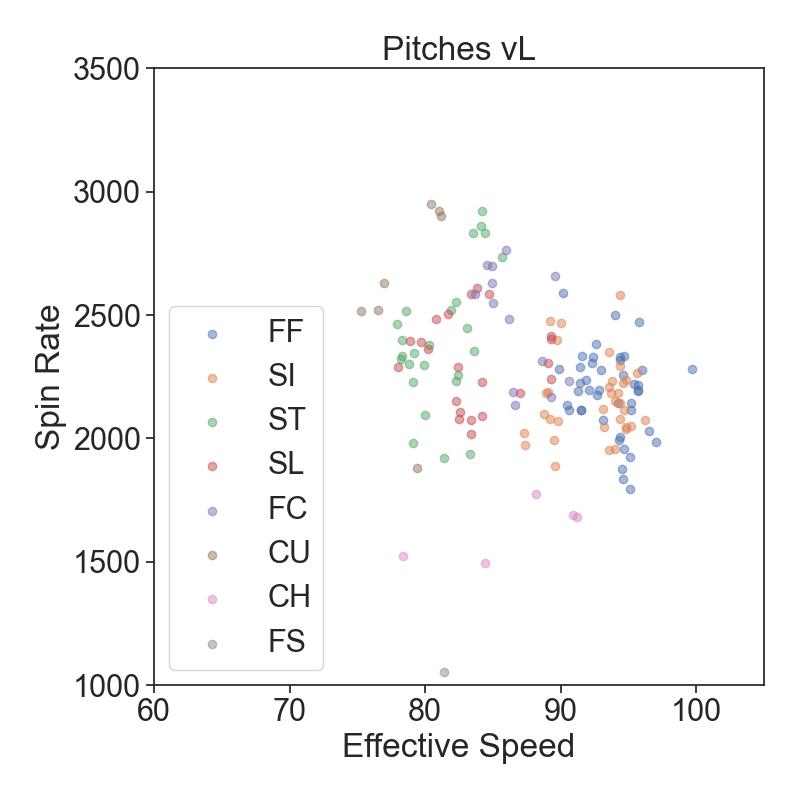 Pitches vL
3500
3000
2500
2000
1500
1000
Spin Rate
FF
SI
ST
SL
FC
CU
CH
FS
60
70
80
90
100
Effective Speed